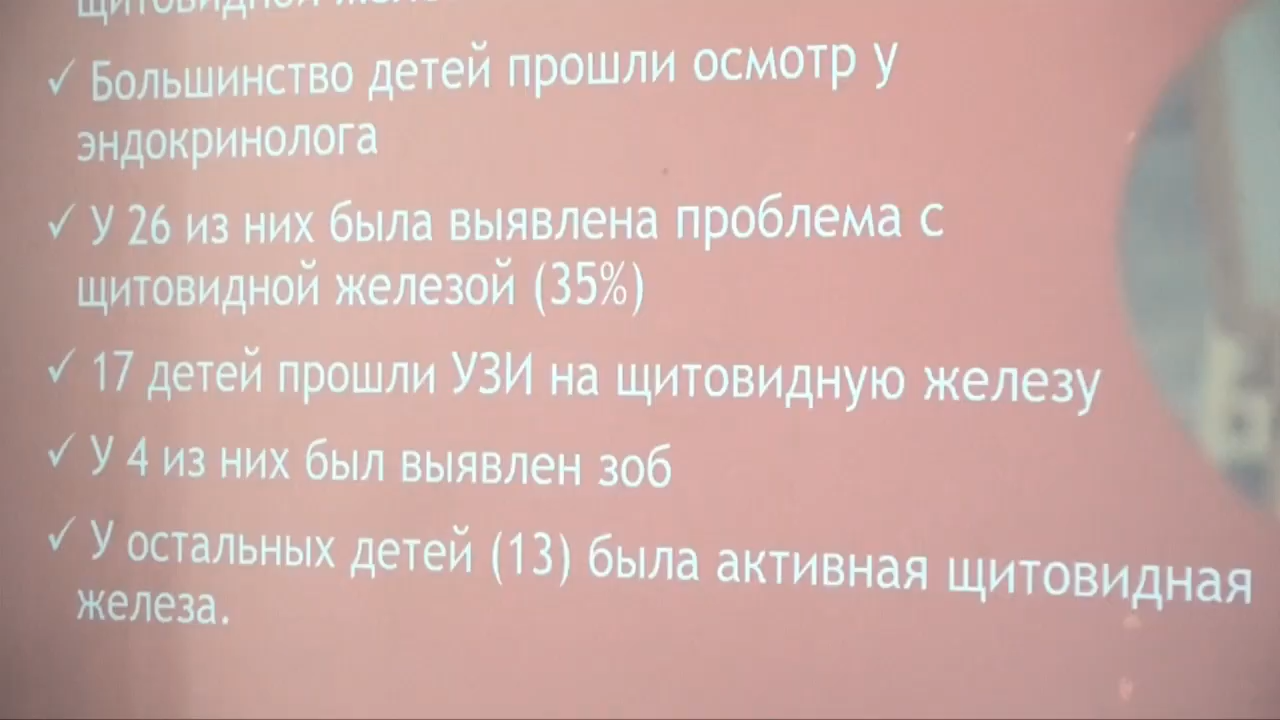 щитовидной
✓ Большинство детей прошли осмотр у
эндокринолога
✓ У 26 из них была выявлена проблема с
щитовидной железой (35%)
✓ 17 детей прошли УЗИ на щитовидную железу
✓ У 4 из них был выявлен зоб
✓ У остальных детей (13) была активная щитовидная
железа.